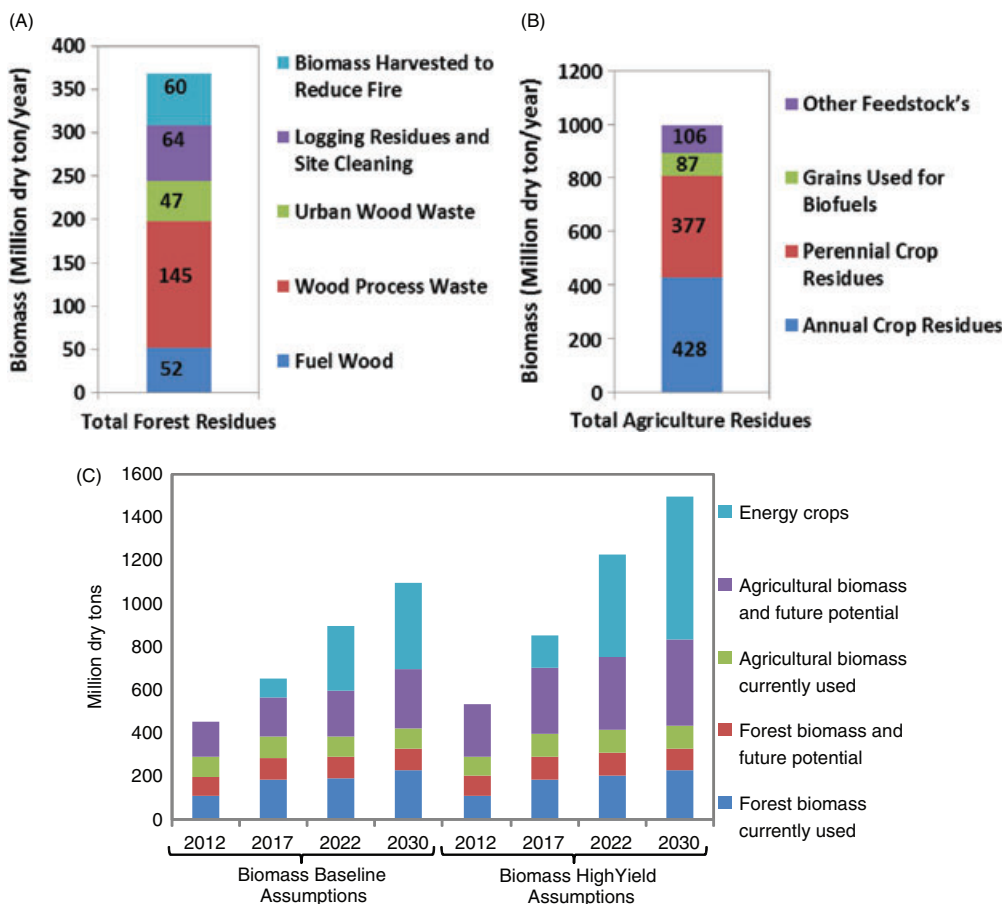 (A)
Biomass (Million dry ton/year)
400
350
300
250
200
150
100
50
0
60
64
47
145
52
Total Forest Residues
Biomass Harvested to
Reduce Fire
Logging Residues and
Site Cleaning
Urban Wood Waste
Wood Process Waste
Fuel Wood
(B)
Biomass (Million dry ton/year)
1200
1000
800
600
400
200
0
106
87
377
428
Total Agriculture Residues
Other Feedstock's
Grains Used for
Biofuels
Perennial Crop
Residues
Annual Crop Residues
(C)
Million dry tons
1600
1400
1200
1000
800
600
400
200
0
2012 2017 2022 2030 2012 2017 2022 2030
Biomass Baseline
Assumptions
Biomass HighYield
Assumptions
Energy crops
Agricultural biomass
and future potential
Agricultural biomass
currently used
Forest biomass and
future potential
Forest biomass
currently used